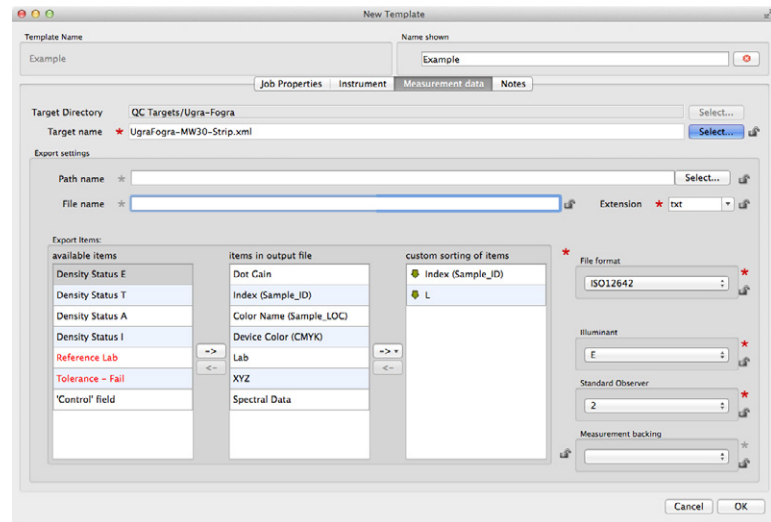 New Template
Template Name
Name shown
Example
Example
Job Properties
Instrument
Measurement data
Notes
Target Directory
QC Targets/Ugra-Fogra
Select...
Target name * UgraFogra-MW30-Strip.xml
Select...
Export settings
Path name *
Select...
File name *
Extension * txt
Export Items:
available items
Density Status E
Density Status T
Density Status A
Density Status I
Reference Lab
Tolerance - Fail
'Control' field
->
<-
items in output file
Dot Gain
Index (Sample_ID)
Color Name (Sample_LOC)
Device Color (CMYK)
Lab
XYZ
Spectral Data
->
<-
custom sorting of items
Index (Sample_ID)
L
*
File format
ISO12642
*
Illuminant
E
*
Standard Observer
2
*
Measurement backing
*
Cancel
OK